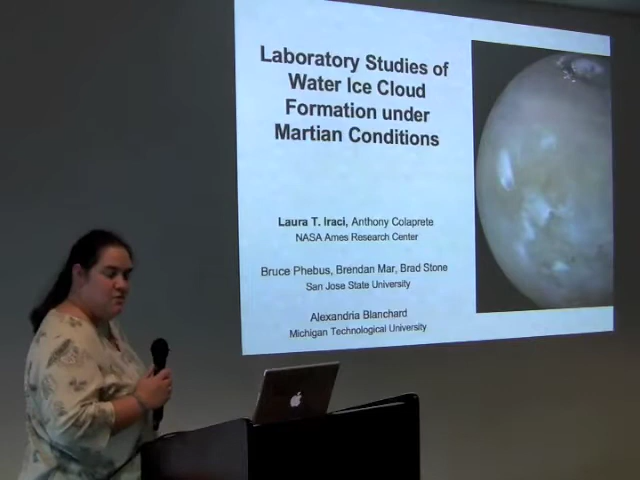 Laboratory Studies of
Water Ice Cloud
Formation under
Martian Conditions
Laura T. Iraci, Anthony Colaprete
NASA Ames Research Center
Bruce Phebus, Brendan Mar, Brad Stone
San Jose State University
Alexandria Blanchard
Michigan Technological University